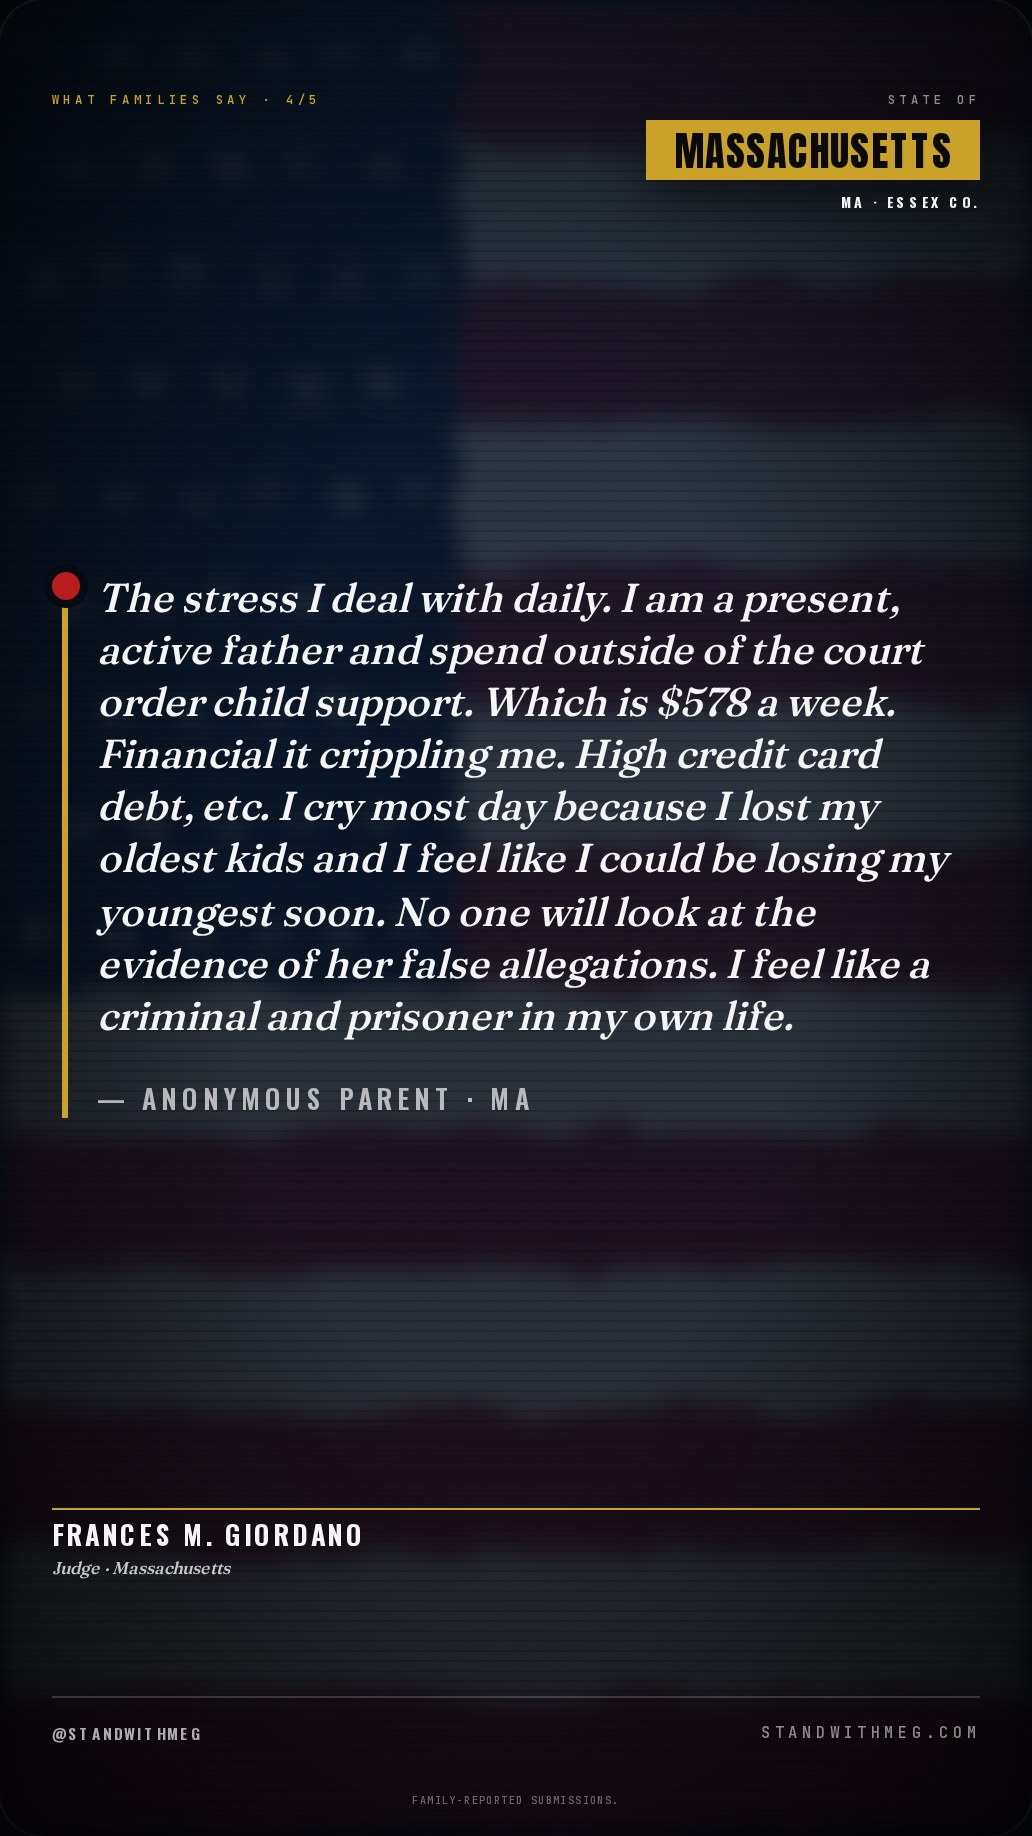 WHAT FAMILIES SAY · 4/5
STATE OF
MASSACHUSETTS
MA · ESSEX CO.
The stress I deal with daily. I am a present,
active father and spend outside of the court
order child support. Which is $578 a week.
Financial it crippling me. High credit card
debt, etc. I cry most day because I lost my
oldest kids and I feel like I could be losing my
youngest soon. No one will look at the
evidence of her false allegations. I feel like a
criminal and prisoner in my own life.
— ANONYMOUS PARENT · MA
FRANCES M. GIORDANO
Judge · Massachusetts
@STANDWITHMEG
STANDWITHMEG.COM
FAMILY-REPORTED SUBMISSIONS.